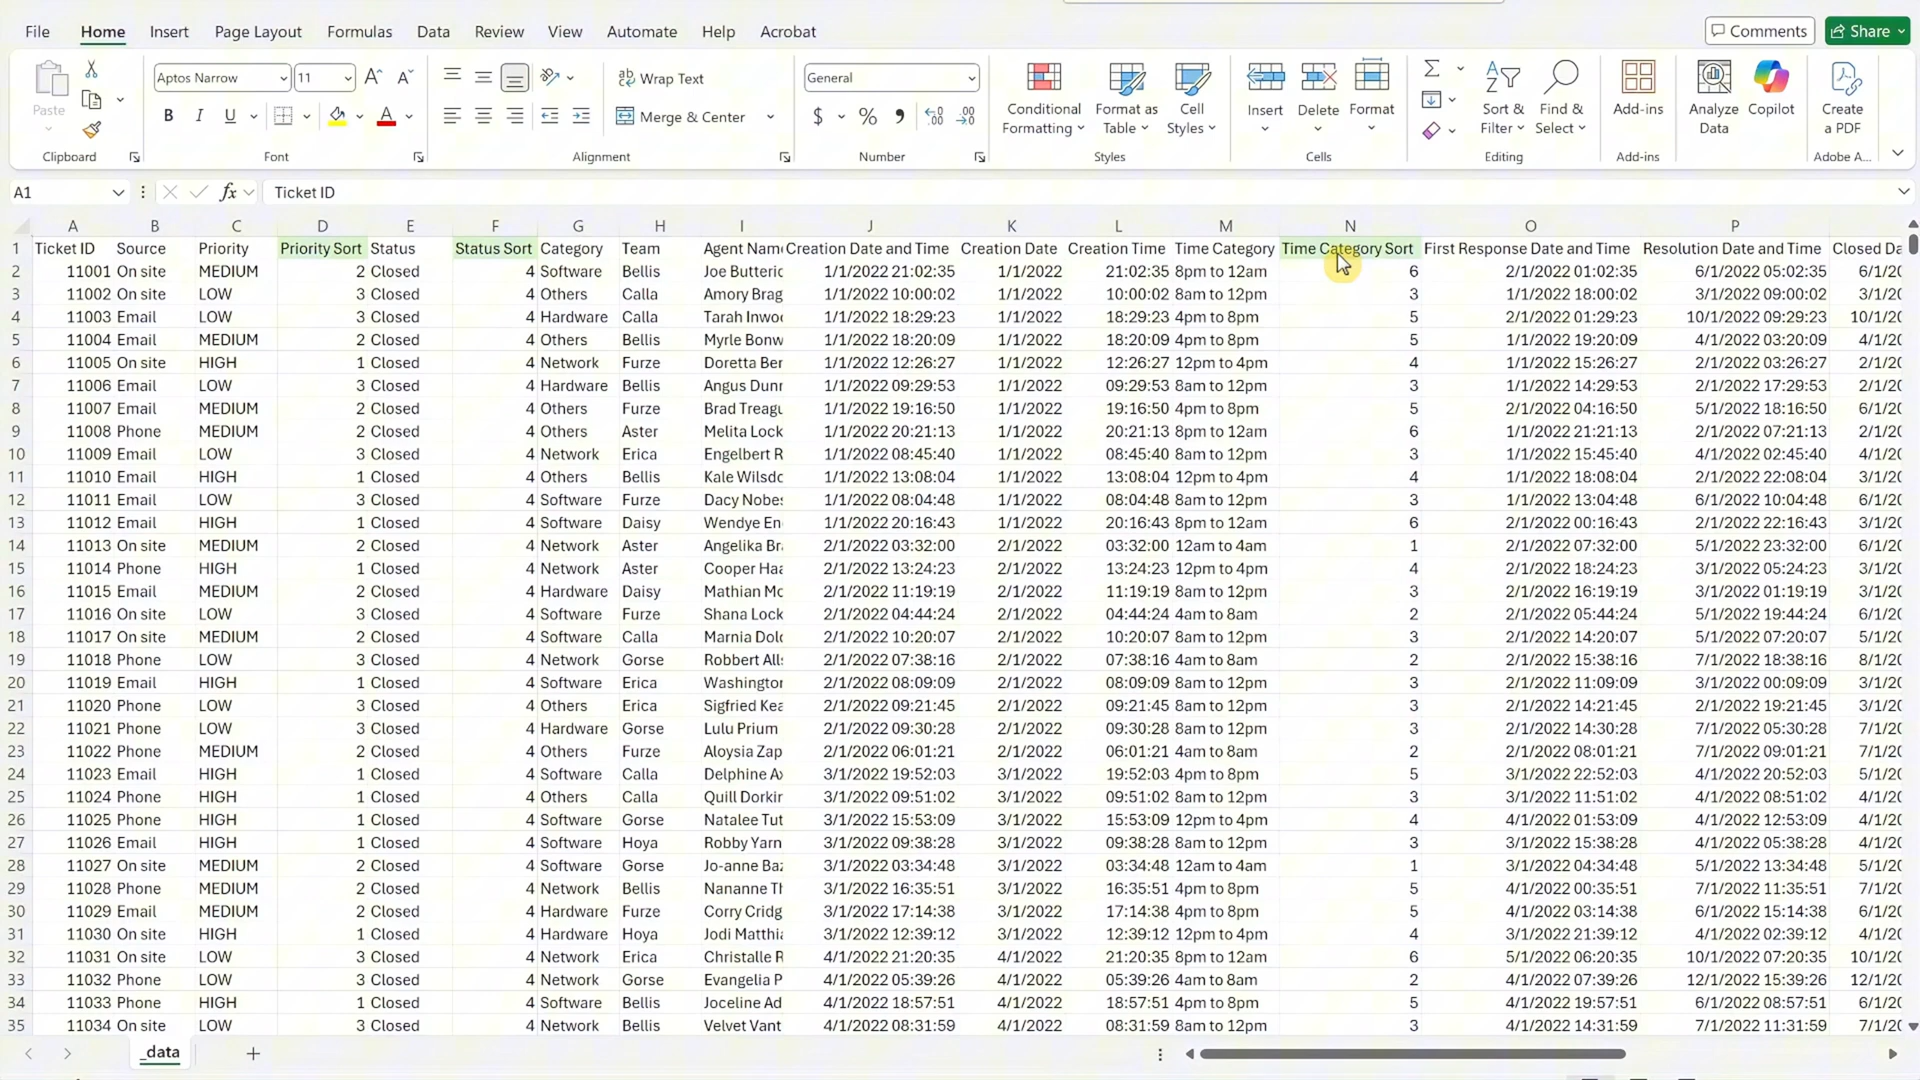 File Home Insert Page Layout Formulas Data Review View Automate Help Acrobat Comments Share
Paste Aptos Narrow 11 Wrap Text General Conditional Formatting Format as Table Cell Styles Insert Delete Format Sort & Filter Find & Select Add-ins Analyze Data Copilot Create a PDF
B I U Merge & Center $ %
Clipboard Font Alignment Number Styles Cells Editing Add-ins Adobe A...
A1 fx Ticket ID
A B C D E F G H I J K L M N O P
1 Ticket ID Source Priority Priority Sort Status Status Sort Category Team Agent Nam Creation Date and Time Creation Date Creation Time Time Category Time Category Sort First Response Date and Time Resolution Date and Time Closed Da
2 11001 On site MEDIUM 2 Closed 4 Software Bellis Joe Butteric 1/1/2022 21:02:35 1/1/2022 21:02:35 8pm to 12am 6 2/1/2022 01:02:35 6/1/2022 05:02:35 6/1/20
3 11002 On site LOW 3 Closed 4 Others Calla Amory Brag 1/1/2022 10:00:02 1/1/2022 10:00:02 8am to 12pm 3 1/1/2022 18:00:02 3/1/2022 09:00:02 3/1/20
4 11003 Email LOW 3 Closed 4 Hardware Calla Tarah Inwo 1/1/2022 18:29:23 1/1/2022 18:29:23 4pm to 8pm 5 2/1/2022 01:29:23 10/1/2022 09:29:23 10/1/20
5 11004 Email MEDIUM 2 Closed 4 Others Bellis Myrle Bonw 1/1/2022 18:20:09 1/1/2022 18:20:09 4pm to 8pm 5 1/1/2022 19:20:09 4/1/2022 03:20:09 4/1/20
6 11005 On site HIGH 1 Closed 4 Network Furze Doretta Ber 1/1/2022 12:26:27 1/1/2022 12:26:27 12pm to 4pm 4 1/1/2022 15:26:27 2/1/2022 03:26:27 2/1/20
7 11006 Email LOW 3 Closed 4 Hardware Bellis Angus Dunr 1/1/2022 09:29:53 1/1/2022 09:29:53 8am to 12pm 3 1/1/2022 14:29:53 2/1/2022 17:29:53 2/1/20
8 11007 Email MEDIUM 2 Closed 4 Others Furze Brad Treagu 1/1/2022 19:16:50 1/1/2022 19:16:50 4pm to 8pm 5 2/1/2022 04:16:50 5/1/2022 18:16:50 6/1/20
9 11008 Phone MEDIUM 2 Closed 4 Others Aster Melita Lock 1/1/2022 20:21:13 1/1/2022 20:21:13 8pm to 12am 6 1/1/2022 21:21:13 2/1/2022 07:21:13 2/1/20
10 11009 Email LOW 3 Closed 4 Network Erica Engelbert R 1/1/2022 08:45:40 1/1/2022 08:45:40 8am to 12pm 3 1/1/2022 15:45:40 4/1/2022 02:45:40 4/1/20
11 11010 Email HIGH 1 Closed 4 Others Bellis Kale Wilsdo 1/1/2022 13:08:04 1/1/2022 13:08:04 12pm to 4pm 4 1/1/2022 18:08:04 2/1/2022 22:08:04 3/1/20
12 11011 Email LOW 3 Closed 4 Software Furze Dacy Nobes 1/1/2022 08:04:48 1/1/2022 08:04:48 8am to 12pm 3 1/1/2022 13:04:48 6/1/2022 10:04:48 6/1/20
13 11012 Email HIGH 1 Closed 4 Software Daisy Wendye En 1/1/2022 20:16:43 1/1/2022 20:16:43 8pm to 12am 6 2/1/2022 00:16:43 2/1/2022 22:16:43 3/1/20
14 11013 On site MEDIUM 2 Closed 4 Network Aster Angelika Br 2/1/2022 03:32:00 2/1/2022 03:32:00 12am to 4am 1 2/1/2022 07:32:00 5/1/2022 23:32:00 6/1/20
15 11014 Phone HIGH 1 Closed 4 Network Aster Cooper Haa 2/1/2022 13:24:23 2/1/2022 13:24:23 12pm to 4pm 4 2/1/2022 18:24:23 3/1/2022 05:24:23 3/1/20
16 11015 Email MEDIUM 2 Closed 4 Hardware Daisy Mathian Mc 2/1/2022 11:19:19 2/1/2022 11:19:19 8am to 12pm 3 2/1/2022 16:19:19 3/1/2022 01:19:19 3/1/20
17 11016 On site LOW 3 Closed 4 Software Furze Shana Lock 2/1/2022 04:44:24 2/1/2022 04:44:24 4am to 8am 2 2/1/2022 05:44:24 5/1/2022 19:44:24 6/1/20
18 11017 On site MEDIUM 2 Closed 4 Software Calla Marnia Dolo 2/1/2022 10:20:07 2/1/2022 10:20:07 8am to 12pm 3 2/1/2022 14:20:07 5/1/2022 07:20:07 5/1/20
19 11018 Phone LOW 3 Closed 4 Network Gorse Robbert Alls 2/1/2022 07:38:16 2/1/2022 07:38:16 4am to 8am 2 2/1/2022 15:38:16 7/1/2022 18:38:16 8/1/20
20 11019 Email HIGH 1 Closed 4 Software Erica Washingtor 2/1/2022 08:09:09 2/1/2022 08:09:09 8am to 12pm 3 2/1/2022 11:09:09 3/1/2022 00:09:09 3/1/20
21 11020 Phone LOW 3 Closed 4 Others Erica Sigfried Kea 2/1/2022 09:21:45 2/1/2022 09:21:45 8am to 12pm 3 2/1/2022 14:21:45 2/1/2022 19:21:45 3/1/20
22 11021 Phone LOW 3 Closed 4 Hardware Gorse Lulu Prium 2/1/2022 09:30:28 2/1/2022 09:30:28 8am to 12pm 3 2/1/2022 14:30:28 7/1/2022 05:30:28 7/1/20
23 11022 Phone MEDIUM 2 Closed 4 Others Furze Aloysia Zap 2/1/2022 06:01:21 2/1/2022 06:01:21 4am to 8am 2 2/1/2022 08:01:21 7/1/2022 09:01:21 7/1/20
24 11023 Email HIGH 1 Closed 4 Software Calla Delphine A 3/1/2022 19:52:03 3/1/2022 19:52:03 4pm to 8pm 5 3/1/2022 22:52:03 4/1/2022 20:52:03 5/1/20
25 11024 Phone HIGH 1 Closed 4 Others Calla Quill Dorkir 3/1/2022 09:51:02 3/1/2022 09:51:02 8am to 12pm 3 3/1/2022 11:51:02 4/1/2022 08:51:02 4/1/20
26 11025 Phone HIGH 1 Closed 4 Software Gorse Natalee Tut 3/1/2022 15:53:09 3/1/2022 15:53:09 12pm to 4pm 4 4/1/2022 01:53:09 4/1/2022 12:53:09 4/1/20
27 11026 Email HIGH 1 Closed 4 Software Hoya Robby Yarn 3/1/2022 09:38:28 3/1/2022 09:38:28 8am to 12pm 3 3/1/2022 15:38:28 4/1/2022 05:38:28 4/1/20
28 11027 On site MEDIUM 2 Closed 4 Software Gorse Jo-anne Baz 3/1/2022 03:34:48 3/1/2022 03:34:48 12am to 4am 1 3/1/2022 04:34:48 5/1/2022 13:34:48 5/1/20
29 11028 Phone MEDIUM 2 Closed 4 Network Bellis Nananne Th 3/1/2022 16:35:51 3/1/2022 16:35:51 4pm to 8pm 5 4/1/2022 00:35:51 7/1/2022 11:35:51 7/1/20
30 11029 Email MEDIUM 2 Closed 4 Hardware Furze Corry Cridg 3/1/2022 17:14:38 3/1/2022 17:14:38 4pm to 8pm 5 4/1/2022 03:14:38 6/1/2022 15:14:38 6/1/20
31 11030 On site HIGH 1 Closed 4 Hardware Hoya Jodi Matthia 3/1/2022 12:39:12 3/1/2022 12:39:12 12pm to 4pm 4 3/1/2022 21:39:12 4/1/2022 02:39:12 4/1/20
32 11031 On site LOW 3 Closed 4 Network Erica Christalle R 4/1/2022 21:20:35 4/1/2022 21:20:35 8pm to 12am 6 5/1/2022 06:20:35 10/1/2022 07:20:35 10/1/20
33 11032 Phone LOW 3 Closed 4 Network Gorse Evangelia P 4/1/2022 05:39:26 4/1/2022 05:39:26 4am to 8am 2 4/1/2022 07:39:26 12/1/2022 15:39:26 12/1/20
34 11033 Phone HIGH 1 Closed 4 Software Bellis Joceline Ad 4/1/2022 18:57:51 4/1/2022 18:57:51 4pm to 8pm 5 4/1/2022 19:57:51 6/1/2022 08:57:51 6/1/20
35 11034 On site LOW 3 Closed 4 Network Bellis Velvet Vant 4/1/2022 08:31:59 4/1/2022 08:31:59 8am to 12pm 3 4/1/2022 14:31:59 7/1/2022 11:31:59 7/1/20
_data